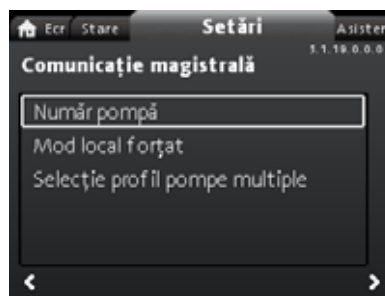 Ecr Stare Setări Asister
3.1.19.0.0.0
Comunicație magistrală
Număr pompă
Mod local forțat
Selecție profil pompe multiple